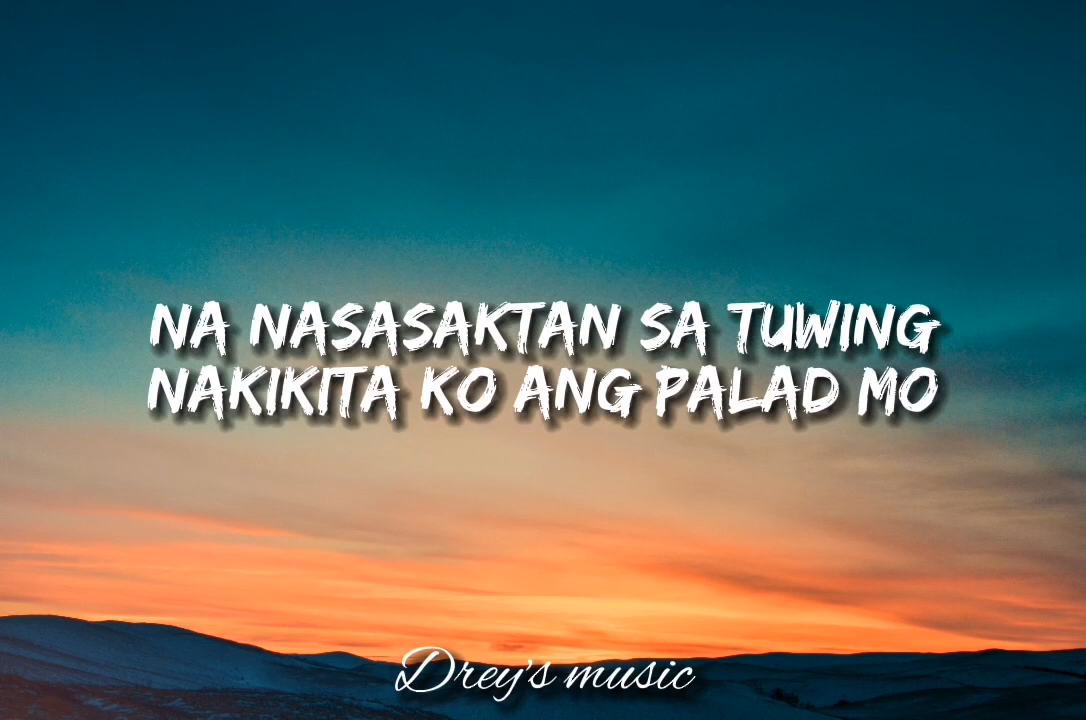 NA NASASAKTAN SA TUWING
NAKIKITA KO ANG PALAD MO
Drey's music